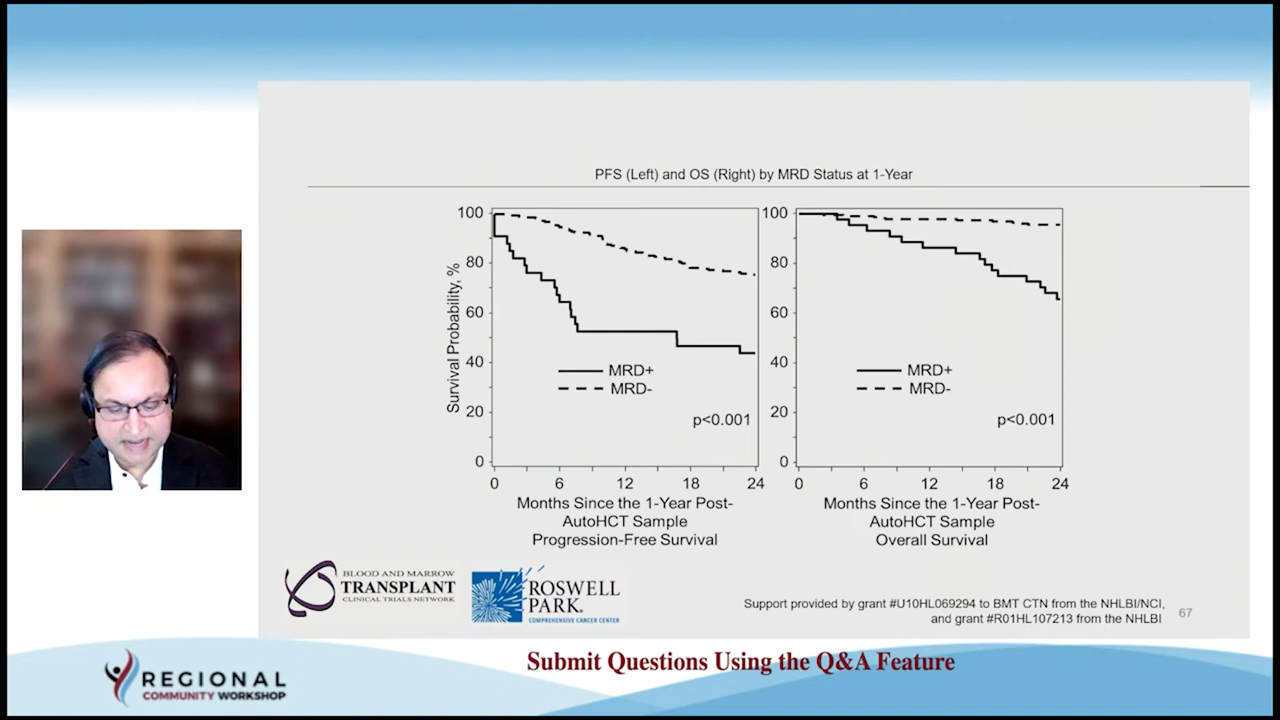 PFS (Left) and OS (Right) by MRD Status at 1-Year
Survival Probability, %
100
80
60
40
20
0
MRD+
MRD-
p<0.001
0 6 12 18 24
Months Since the 1-Year Post-
AutoHCT Sample
Progression-Free Survival
100
80
60
40
20
0
MRD+
MRD-
p<0.001
0 6 12 18 24
Months Since the 1-Year Post-
AutoHCT Sample
Overall Survival
BLOOD AND MARROW
TRANSPLANT
CLINICAL TRIALS NETWORK
ROSWELL
PARK.
COMPREHENSIVE CANCER CENTER
Support provided by grant #U10HL069294 to BMT CTN from the NHLBI/NCI,
and grant #R01HL107213 from the NHLBI
67
REGIONAL
COMMUNITY WORKSHOP
Submit Questions Using the Q&A Feature